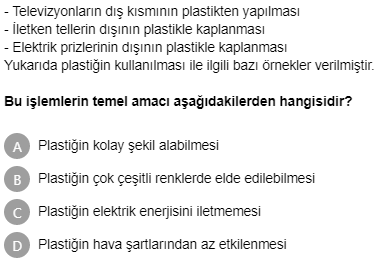 - Televizyonların dış kısmının plastikten yapılması
- İletken tellerin dışının plastikle kaplanması
- Elektrik prizlerinin dışının plastikle kaplanması
Yukarıda plastiğin kullanılması ile ilgili bazı örnekler verilmiştir.
Bu işlemlerin temel amacı aşağıdakilerden hangisidir?
A Plastiğin kolay şekil alabilmesi
B Plastiğin çok çeşitli renklerde elde edilebilmesi
C Plastiğin elektrik enerjisini iletmemesi
D Plastiğin hava şartlarından az etkilenmesi